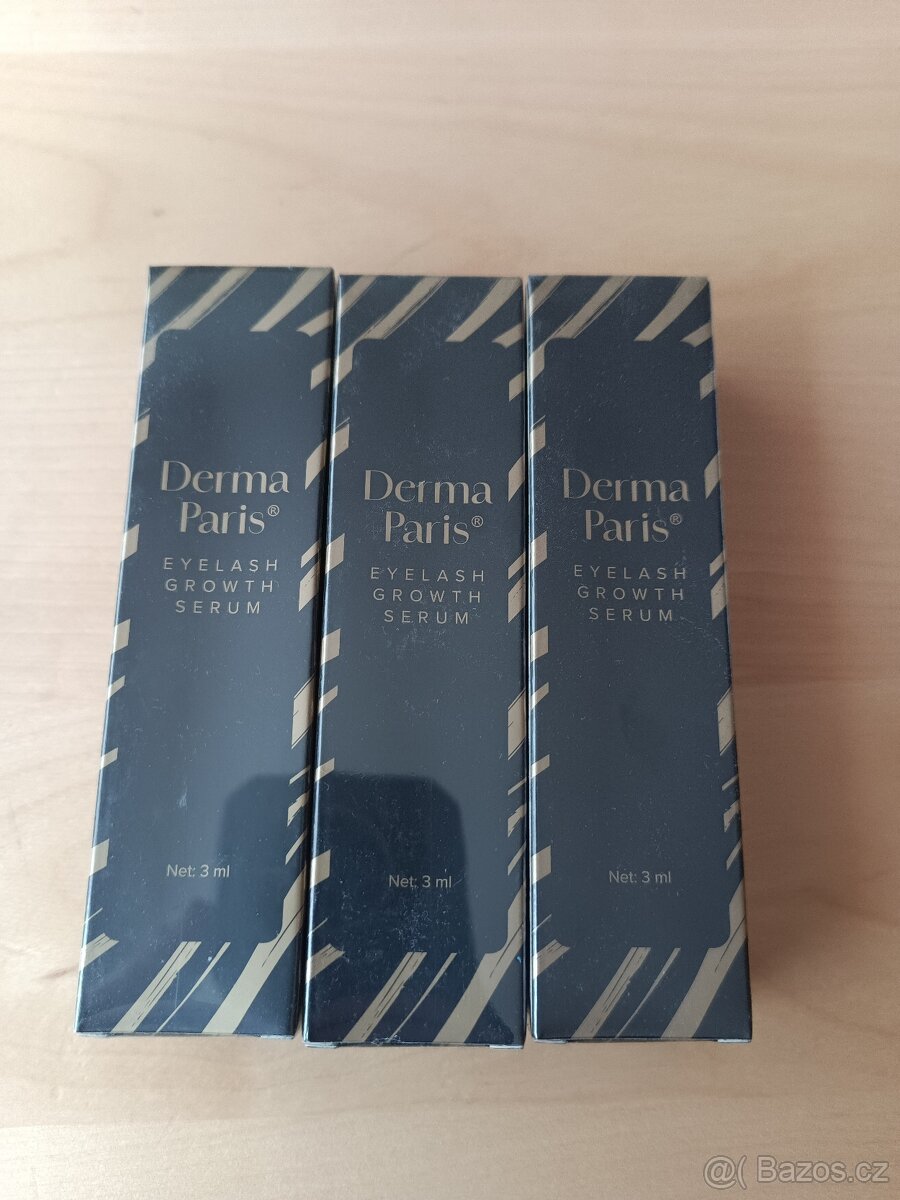 Derma
Paris®
EYELASH
GROWTH
SERUM
Net: 3 ml
Derma
Paris®
EYELASH
GROWTH
SERUM
Net: 3 ml
Derma
Paris®
EYELASH
GROWTH
SERUM
Net: 3 ml
@( Bazos.cz